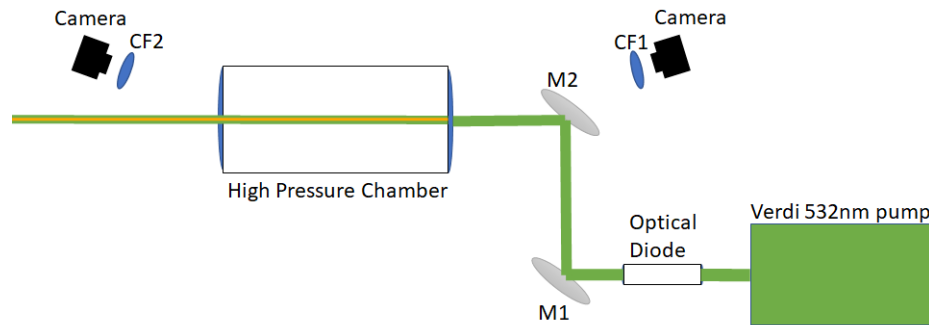 Camera
CF2
Camera
CF1
M2
High Pressure Chamber
Optical
Diode
Verdi 532nm pump
M1